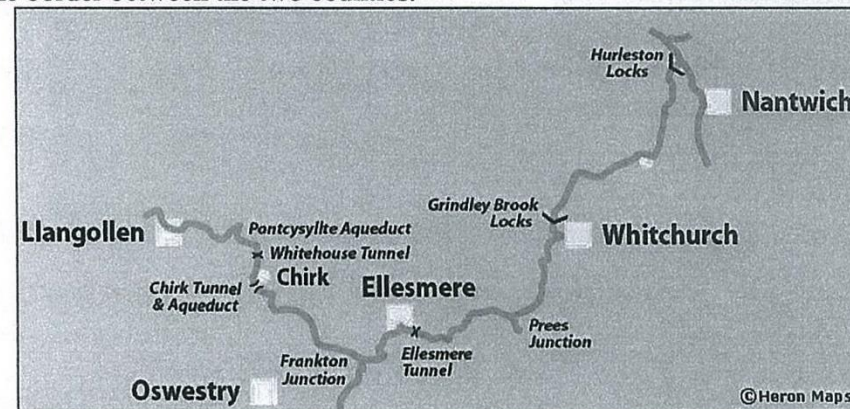 Hurleston
Locks
Nantwich
Grindley Brook
Locks
Whitchurch
Llangollen
Pontcysyllte Aqueduct
Whitehouse Tunnel
Chirk
Chirk Tunnel
& Aqueduct
Ellesmere
Prees
Junction
Frankton
Junction
Ellesmere
Tunnel
Oswestry
©Heron Maps